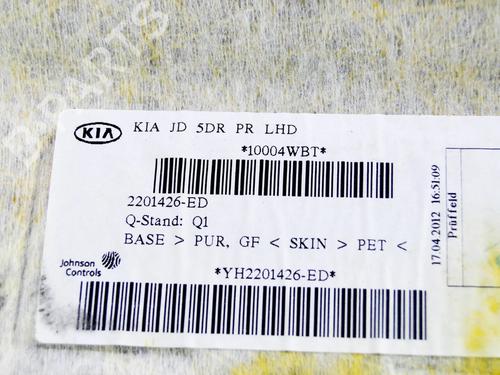 KIA
KIA JD 5DR PR LHD
*10004WBT*
2201426-ED
Q-Stand: Q1
BASE > PUR, GF < SKIN > PET <
Johnson
Controls
*YH2201426-ED*
17.04.2012 16:51:09
Prüffeld
B-PARTS